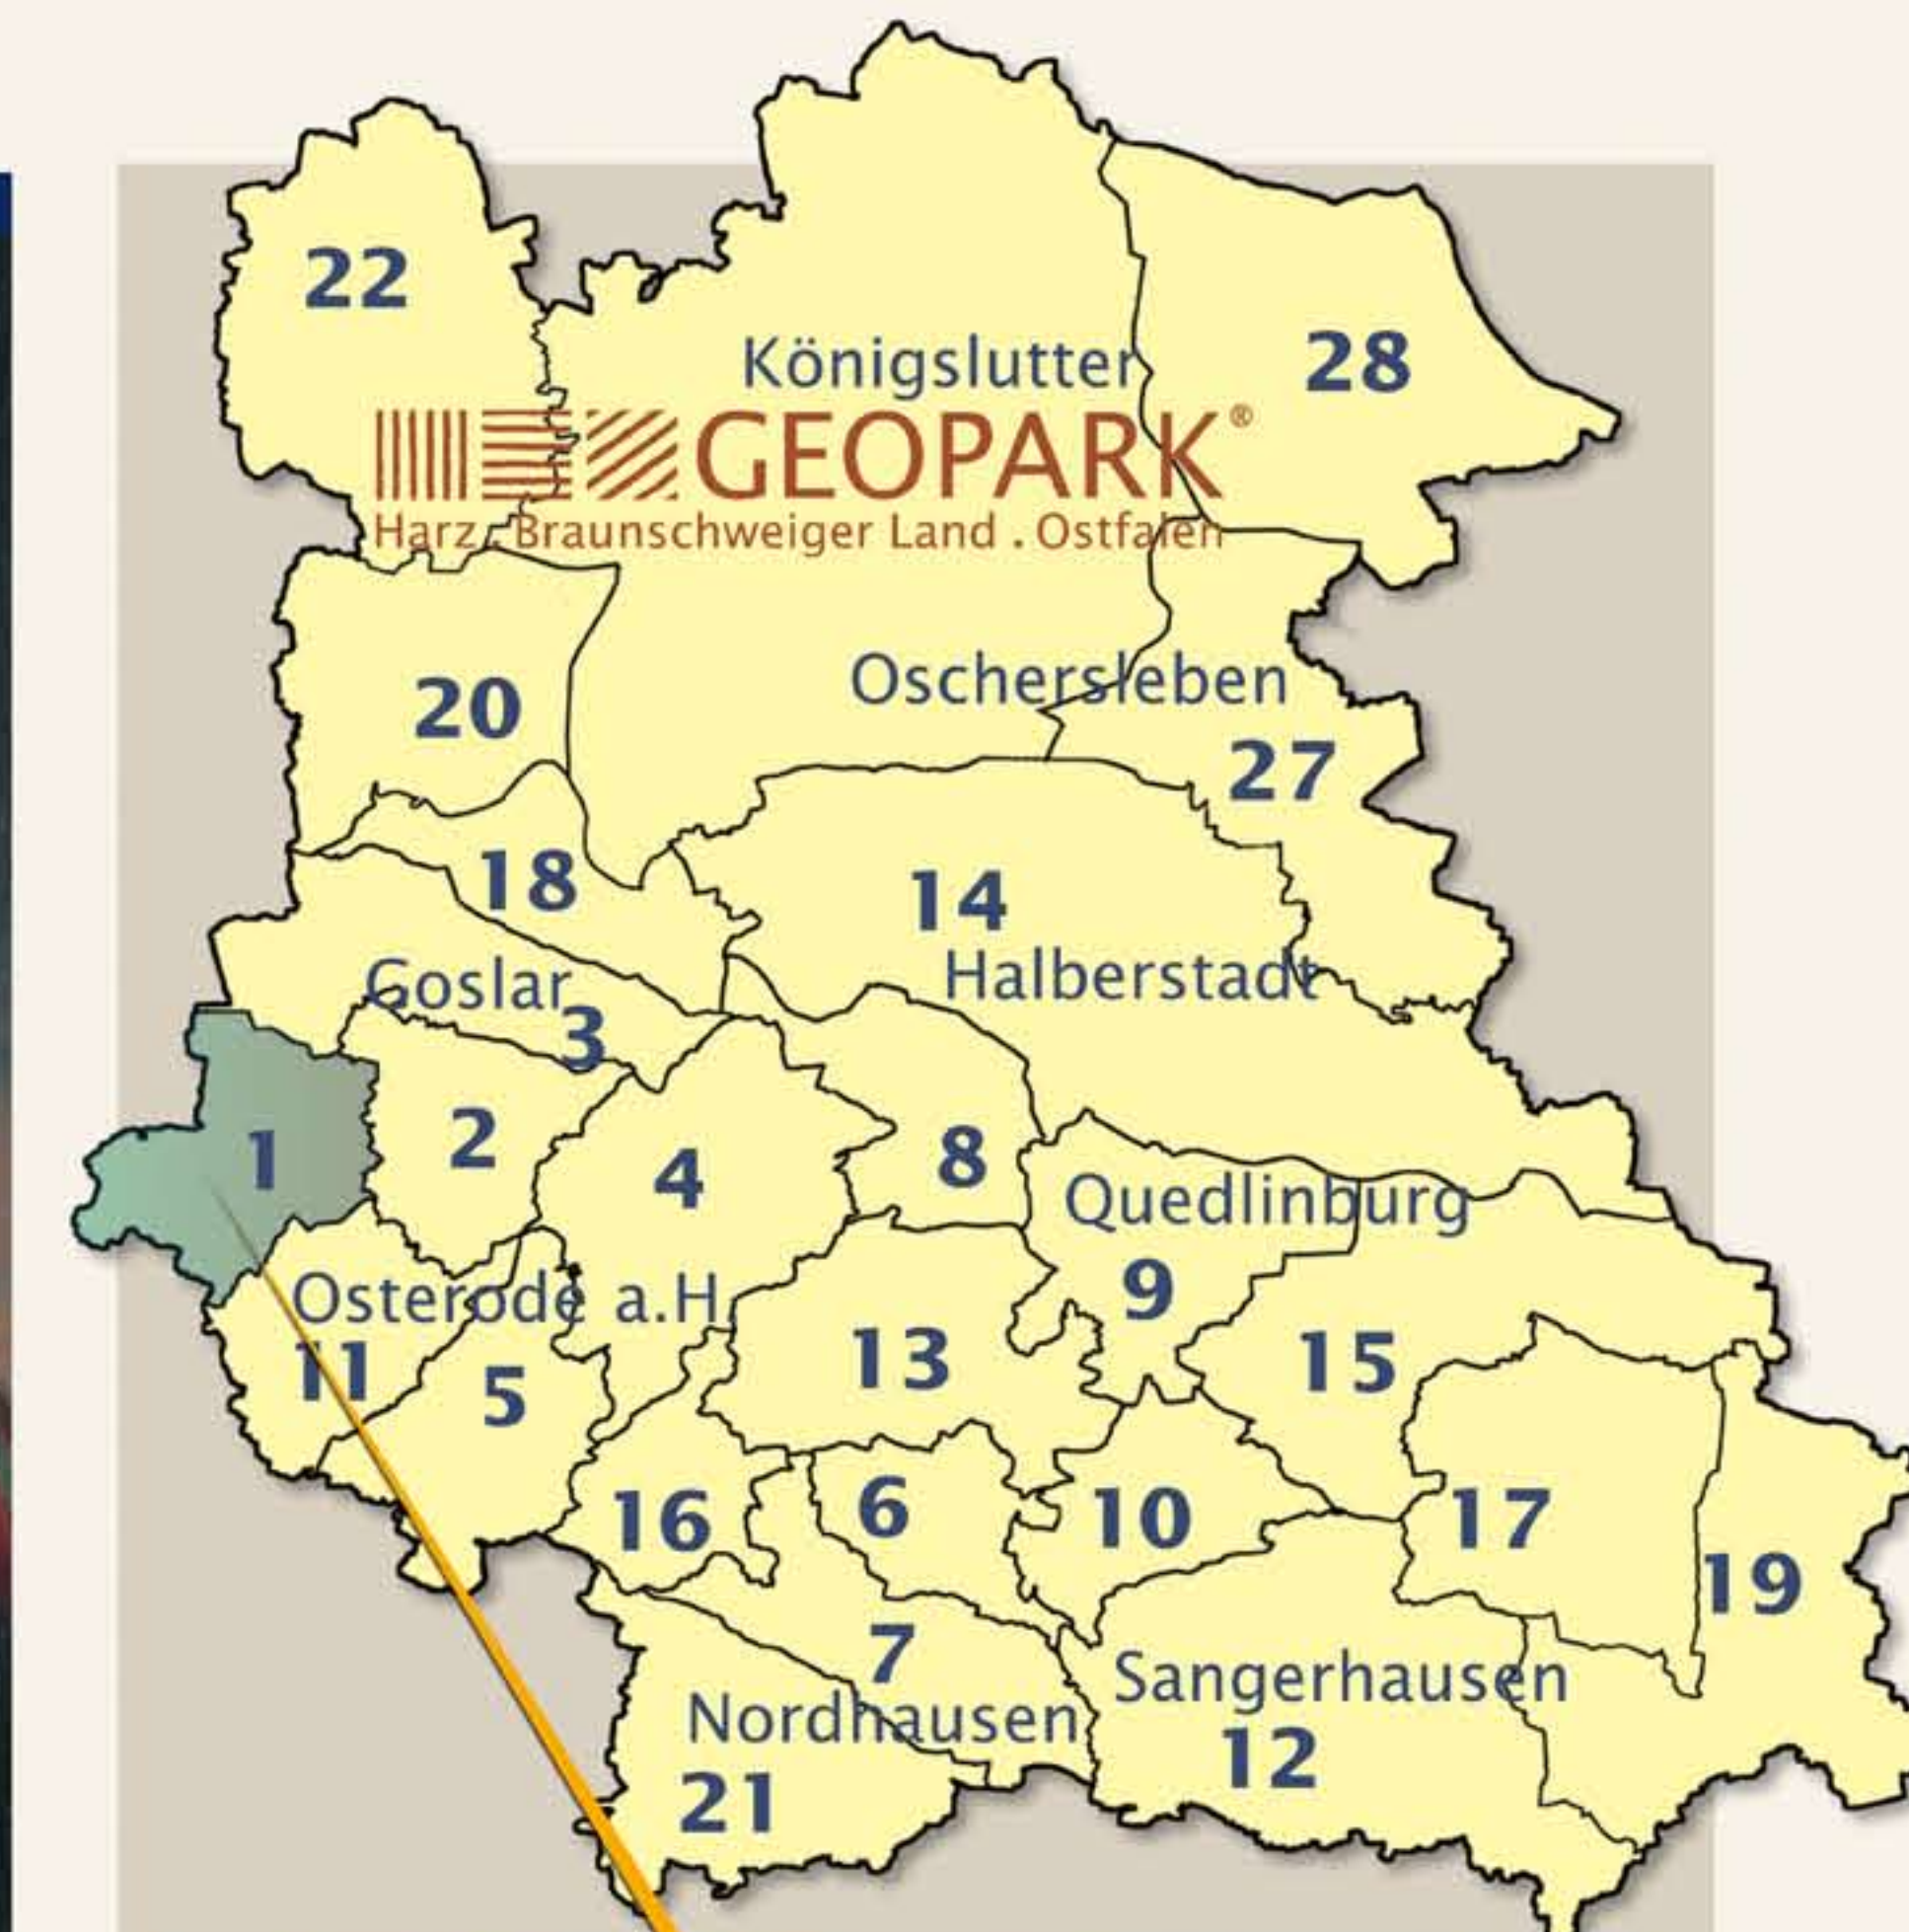 22
Königslutter
28
GEOPARK®
Harz . Braunschweiger Land . Ostfalen
20
Oschersleben
27
18
14
Goslar
Halberstadt
3
1
2
4
8
Quedlinburg
9
Osterode a.H.
11
5
13
15
16
6
10
17
19
7
Sangerhausen
Nordhausen
12
21